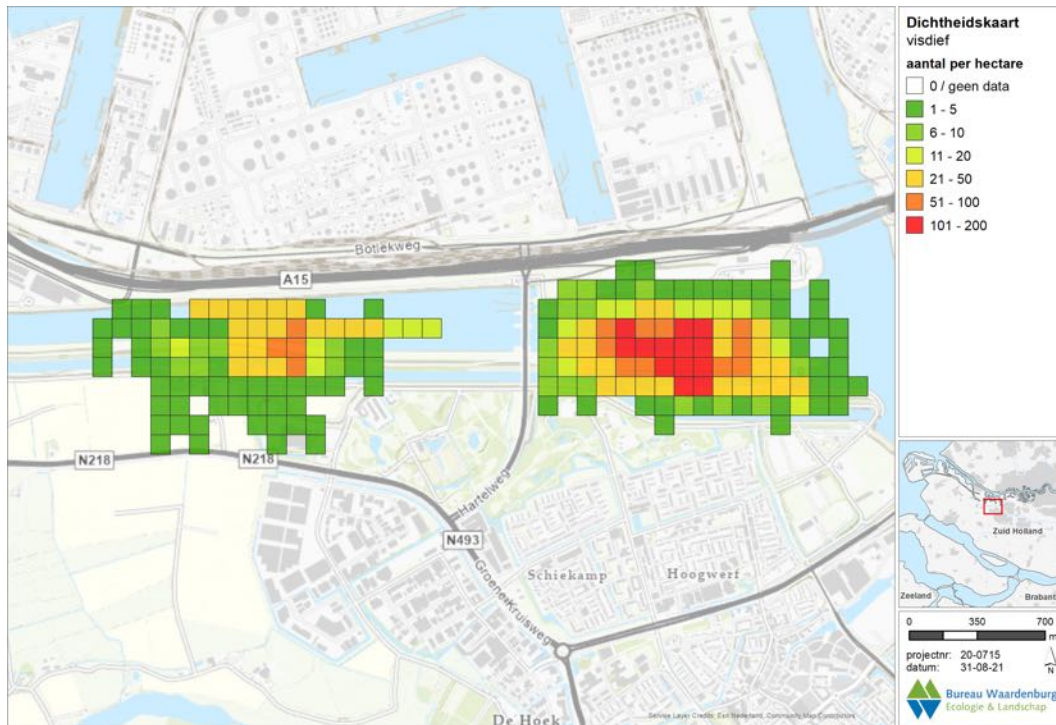 Dichtheidskaart
visdief
aantal per hectare
0 / geen data
1 - 5
6 - 10
11 - 20
21 - 50
51 - 100
101 - 200
Botlekweg
A15
N218
N218
Hartelweg
N493
Groene Kruisweg
Schiekamp
Hoogwerf
De Hoek
Service Layer Credits: Esri Nederland, Community Map Contributors
Zuid Holland
Zeeland
Brabant
0 350 700
m
projectnr: 20-0715
datum: 31-08-21
N
Bureau Waardenburg
Ecologie & Landschap